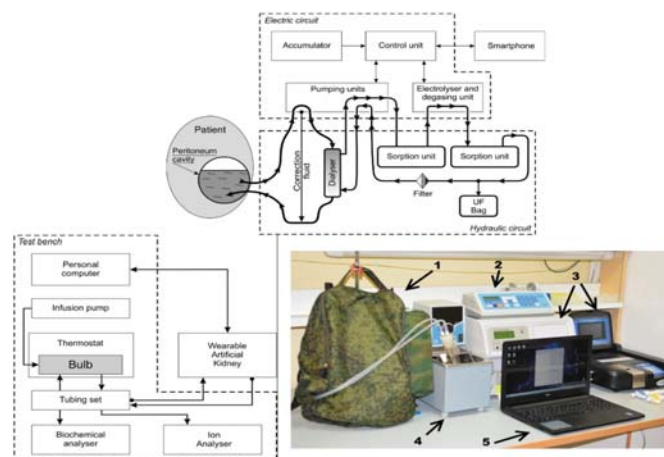 Electric circuit
Accumulator
Control unit
Smartphone
Pumping units
Electrolyser and
degasing unit
Patient
Peritoneum
cavity
Correction
fluid
Dialyser
Sorption unit
Sorption unit
Filter
UF
Bag
Hydraulic circuit
Test bench
Personal
computer
Infusion pump
Thermostat
Bulb
Tubing set
Biochemical
analyser
Wearable
Artificial
Kidney
Ion
Analyser
1
2
3
4
5